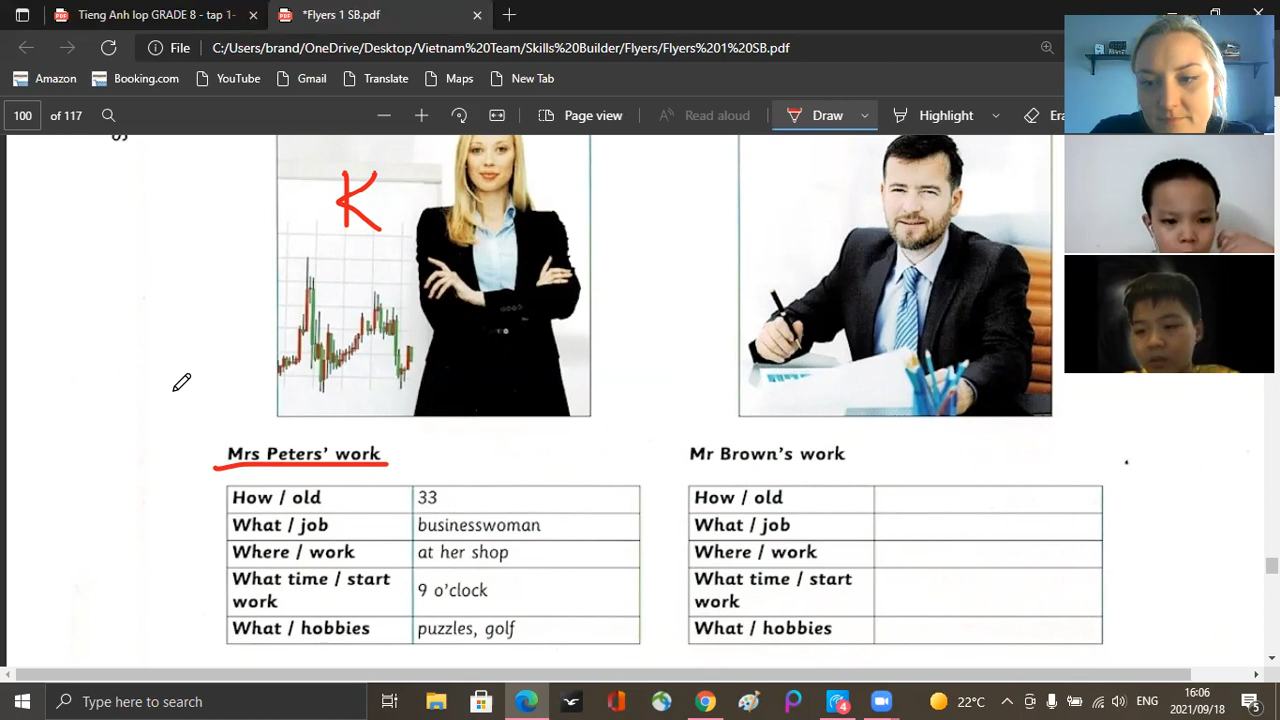 Tieng Anh lop GRADE 8 - tap 1-
*Flyers 1 SB.pdf
File
C:/Users/brand/OneDrive/Desktop/Vietnam%20Team/Skills%20Builder/Flyers/Flyers%201%20SB.pdf
Amazon
Booking.com
YouTube
Gmail
Translate
Maps
New Tab
100 of 117
Page view
Read aloud
Draw
Highlight
Era
K
Mrs Peters' work
How / old 33
What / job businesswoman
Where / work at her shop
What time / start work 9 o'clock
What / hobbies puzzles, golf
Mr Brown's work
How / old
What / job
Where / work
What time / start
work
What / hobbies
Type here to search
4
22°C
ENG
16:06
2021/09/18
5